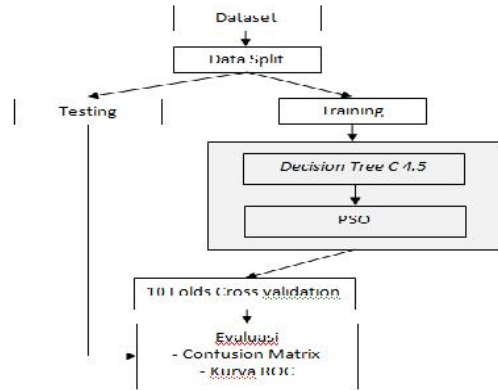 Dataset
Data Split
Testing
Training
Decision Tree C 4.5
PSO
10 Folds Cross validation
Evaluasi
- Confusion Matrix
- Kurva ROC